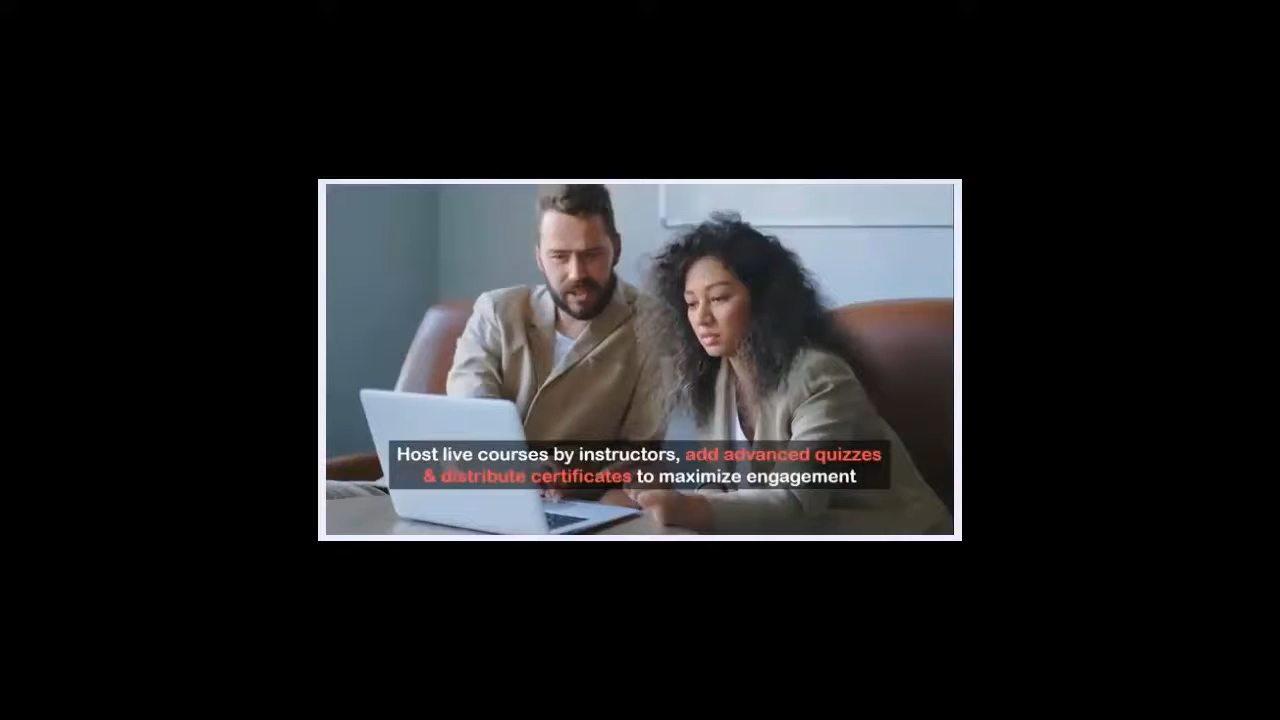 Host live courses by instructors, add advanced quizzes
& distribute certificates to maximize engagement